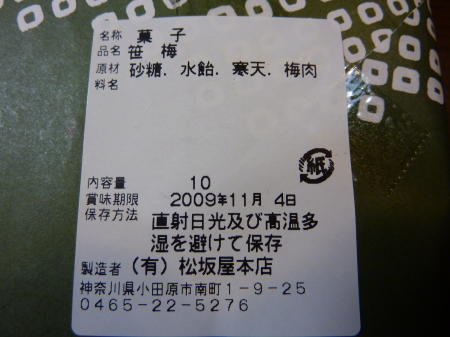 名称 菓子
品名 笹梅
原材料名 砂糖．水飴．寒天．梅肉
紙
内容量 10
賞味期限 2009年11月 4日
保存方法 直射日光及び高温多
湿を避けて保存
製造者 (有)松坂屋本店
神奈川県小田原市南町1-9-25
0465-22-5276